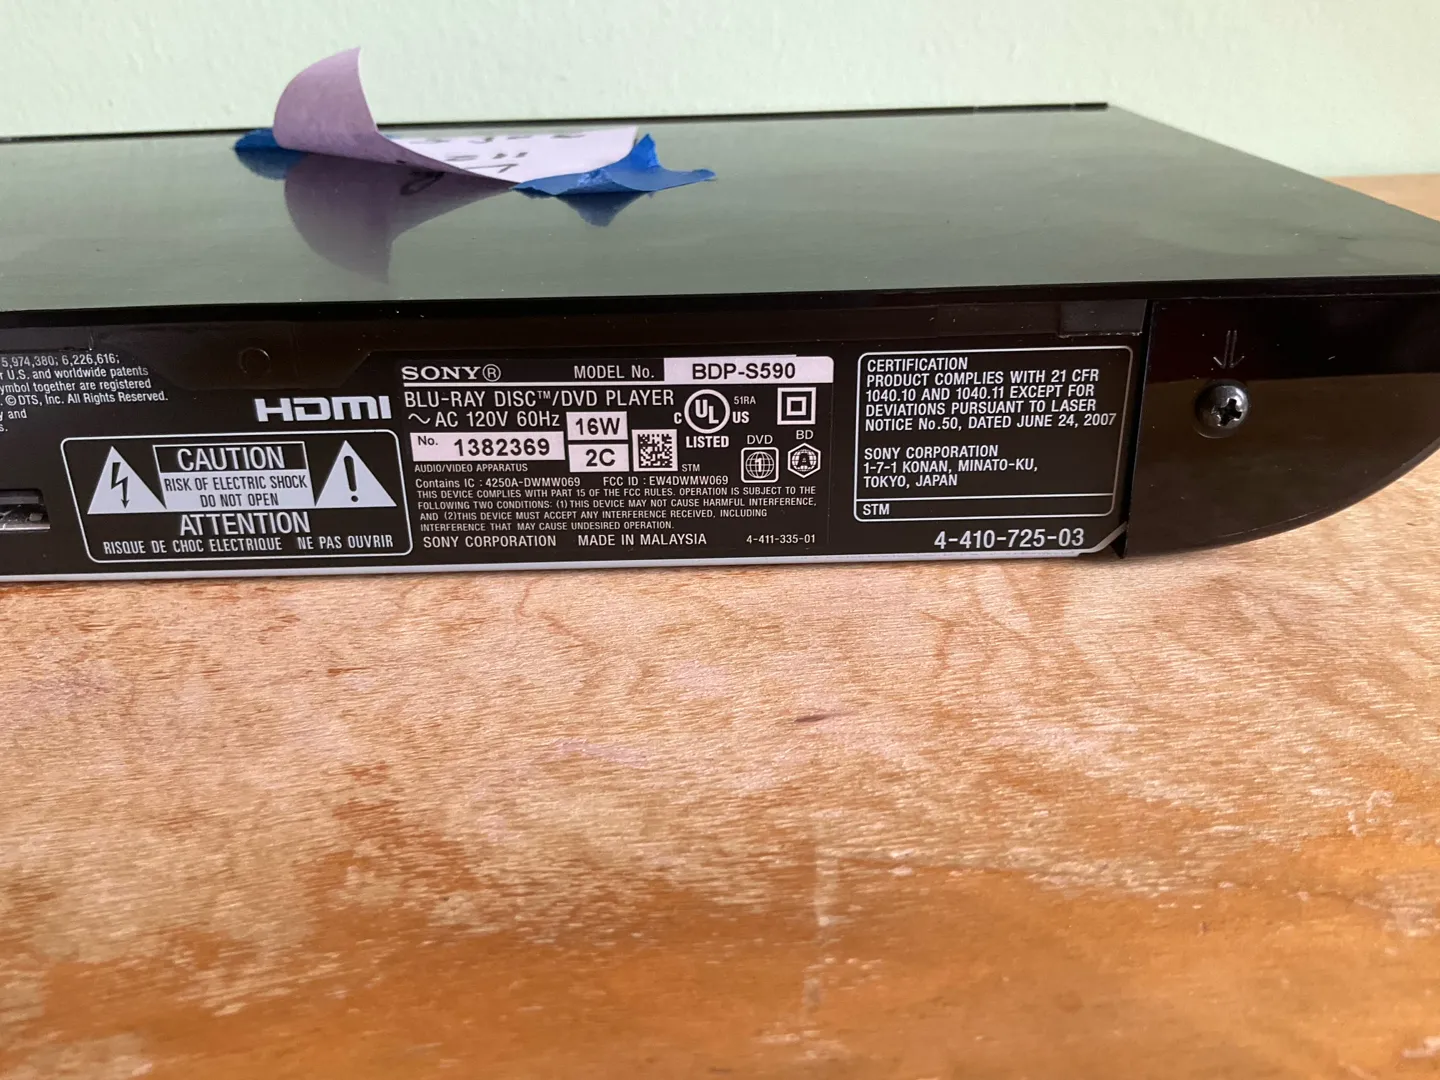 5,974,380; 6,226,616;
U.S. and worldwide patents
ymbol together are registered
. © DTS, Inc. All Rights Reserved.
y and
s.
HDMI
CAUTION
RISK OF ELECTRIC SHOCK
DO NOT OPEN
ATTENTION
RISQUE DE CHOC ELECTRIQUE NE PAS OUVRIR
SONY® MODEL No. BDP-S590
BLU-RAY DISC™/DVD PLAYER
~ AC 120V 60Hz 16W
No. 1382369 2C
C UL US
LISTED
51RA
DVD
BD
1
A
AUDIO/VIDEO APPARATUS
STM
Contains IC : 4250A-DWMW069 FCC ID : EW4DWMW069
THIS DEVICE COMPLIES WITH PART 15 OF THE FCC RULES. OPERATION IS SUBJECT TO THE
FOLLOWING TWO CONDITIONS: (1) THIS DEVICE MAY NOT CAUSE HARMFUL INTERFERENCE,
AND (2)THIS DEVICE MUST ACCEPT ANY INTERFERENCE RECEIVED, INCLUDING
INTERFERENCE THAT MAY CAUSE UNDESIRED OPERATION.
SONY CORPORATION MADE IN MALAYSIA 4-411-335-01
CERTIFICATION
PRODUCT COMPLIES WITH 21 CFR
1040.10 AND 1040.11 EXCEPT FOR
DEVIATIONS PURSUANT TO LASER
NOTICE No.50, DATED JUNE 24, 2007
SONY CORPORATION
1-7-1 KONAN, MINATO-KU,
TOKYO, JAPAN
STM
4-410-725-03